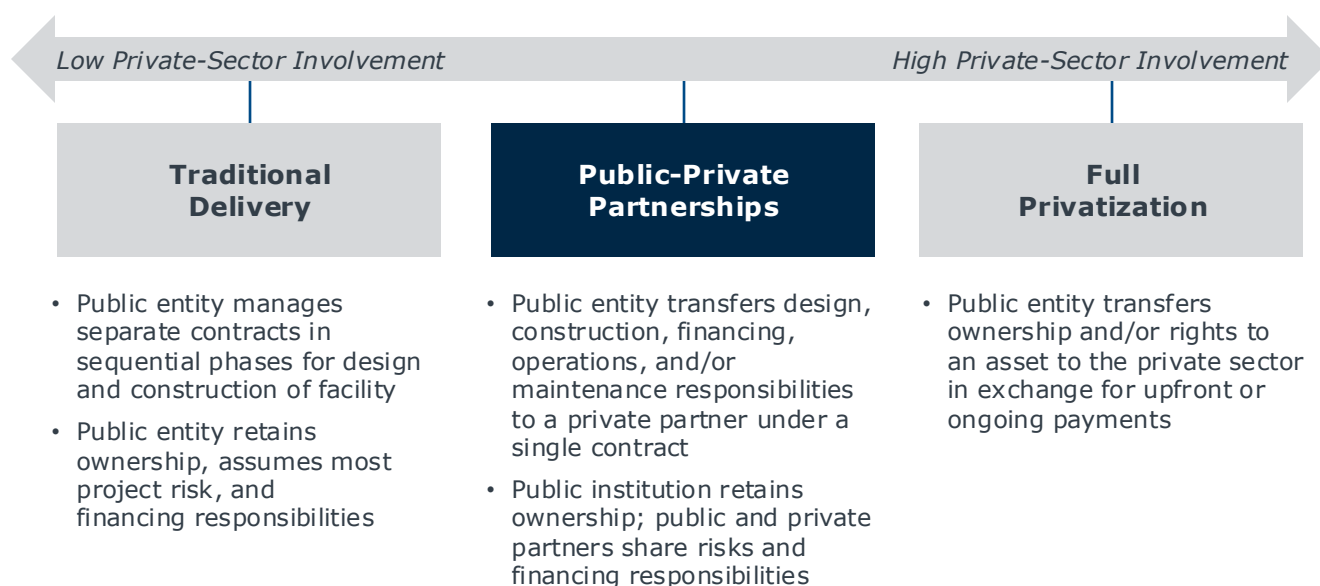 Low Private-Sector Involvement
High Private-Sector Involvement
Traditional
Delivery
Public-Private
Partnerships
Full
Privatization
• Public entity manages
separate contracts in
sequential phases for design
and construction of facility
• Public entity retains
ownership, assumes most
project risk, and
financing responsibilities
• Public entity transfers design,
construction, financing,
operations, and/or
maintenance responsibilities
to a private partner under a
single contract
• Public institution retains
ownership; public and private
partners share risks and
financing responsibilities
• Public entity transfers
ownership and/or rights to
an asset to the private sector
in exchange for upfront or
ongoing payments